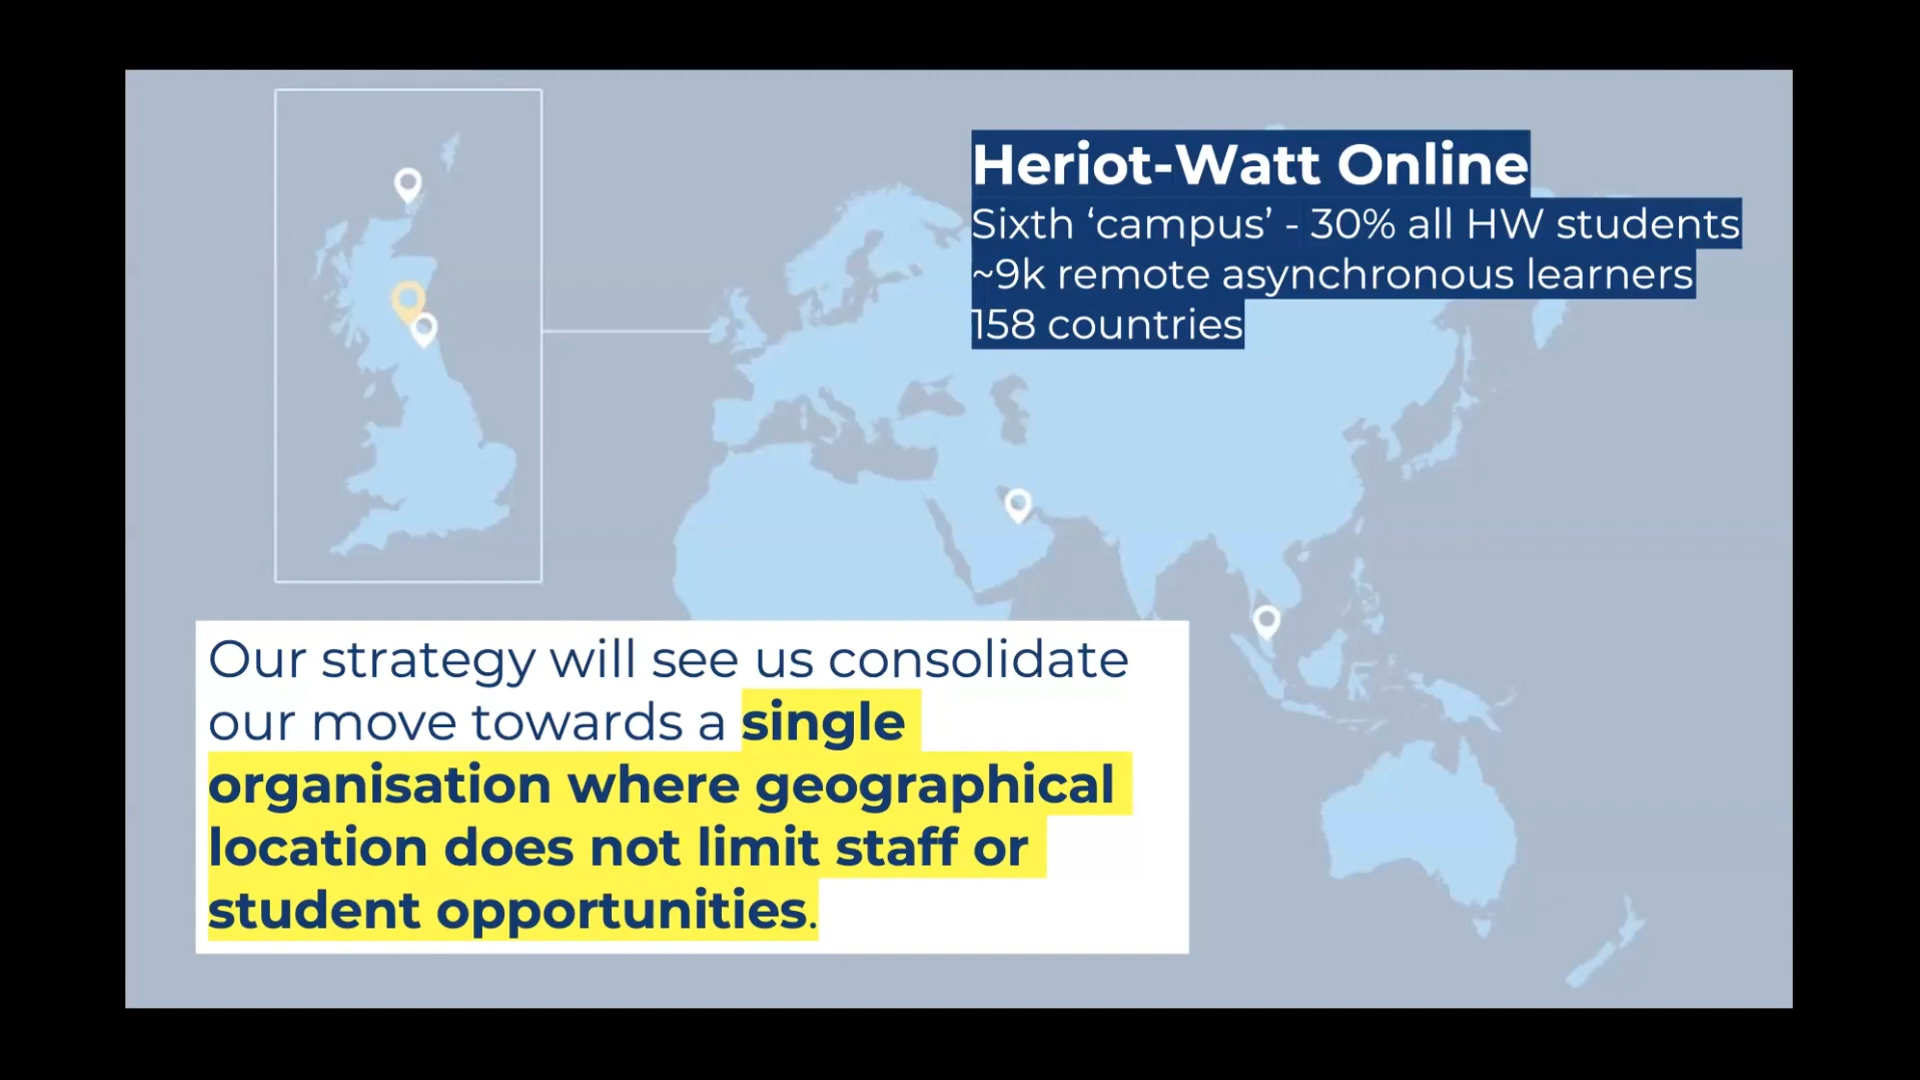 Heriot-Watt Online
Sixth ‘campus’ - 30% all HW students
~9k remote asynchronous learners
158 countries
Our strategy will see us consolidate
our move towards a single
organisation where geographical
location does not limit staff or
student opportunities.